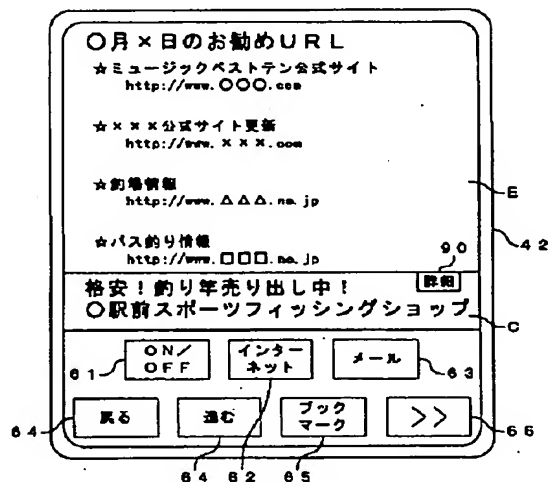 〇月×日のお勧めURL
☆ミュージックベストテン公式サイト
http://www.〇〇〇.com
☆×××公式サイト更新
http://www.×××.com
☆釣場情報
http://www.△△△.ne.jp
☆バス釣り情報
http://www.□□□.ne.jp
E
42
90
詳細
格安!釣り竿売り出し中!
〇駅前スポーツフィッシングショップ
C
ON/
OFF
インター
ネット
メール
61
63
戻る
進む
ブック
マーク
>>
64
66
64
62
65